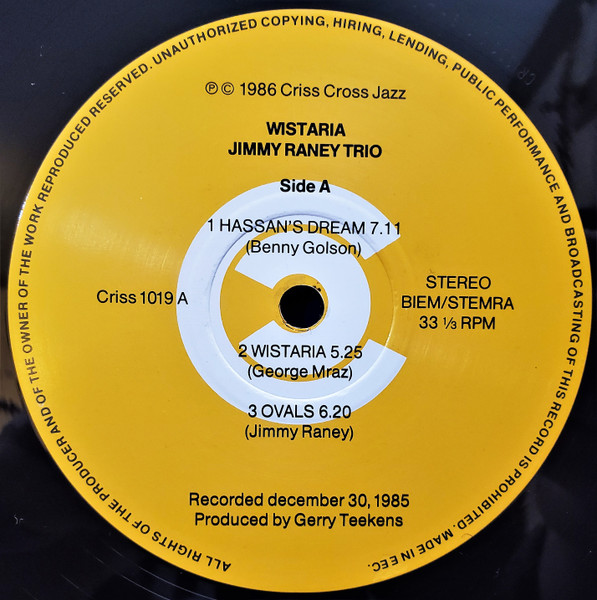 ALL RIGHTS OF THE PRODUCER AND OF THE OWNER OF THE WORK REPRODUCED RESERVED. UNAUTHORIZED COPYING, HIRING, LENDING, PUBLIC PERFORMANCE AND BROADCASTING OF THIS RECORD IS PROHIBITED. MADE IN EEC.
℗ © 1986 Criss Cross Jazz
WISTARIA
JIMMY RANEY TRIO
Side A
1 HASSAN'S DREAM 7.11
(Benny Golson)
Criss 1019 A
STEREO
BIEM/STEMRA
33 ⅓ RPM
2 WISTARIA 5.25
(George Mraz)
3 OVALS 6.20
(Jimmy Raney)
Recorded december 30, 1985
Produced by Gerry Teekens